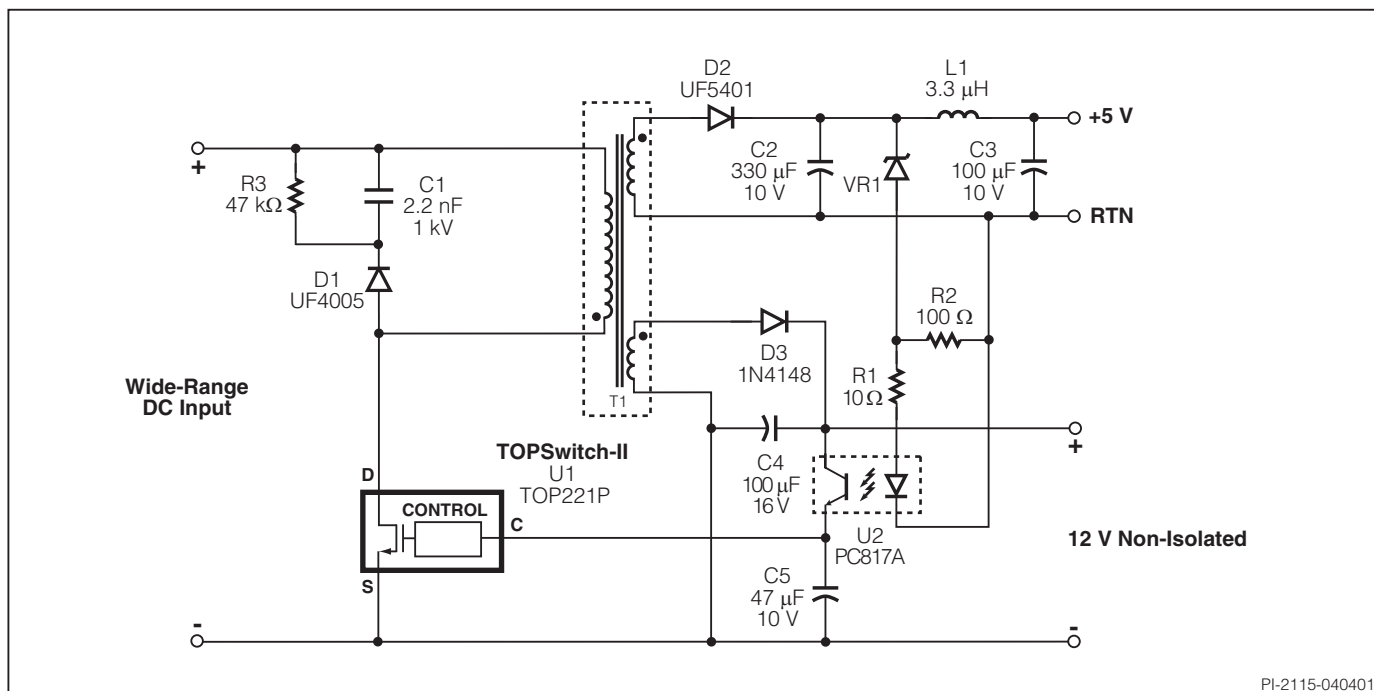 D2
UF5401
L1
3.3 µH
+5 V
+
R3
47 kΩ
C1
2.2 nF
1 kV
C2
330 µF
10 V
VR1
C3
100 µF
10 V
RTN
D1
UF4005
R2
100 Ω
D3
1N4148
R1
10 Ω
Wide-Range
DC Input
T1
+
TOPSwitch-II
U1
TOP221P
D
CONTROL
C
S
C4
100 µF
16 V
U2
PC817A
12 V Non-Isolated
C5
47 µF
10 V
-
-
PI-2115-040401